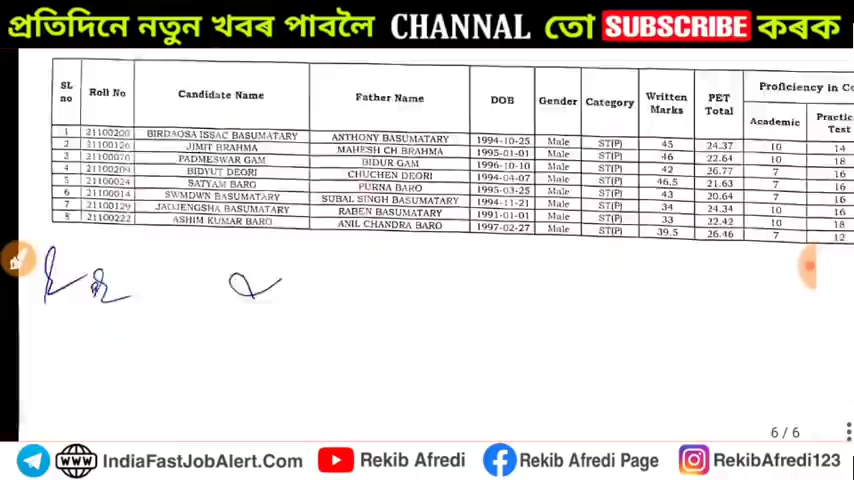 প্ৰতিদিনে নতুন খবৰ পাবলৈ CHANNAL তো SUBSCRIBE কৰক
SL no Roll No Candidate Name Father Name DOB Gender Category Written Marks PET Total Proficiency in Co
Academic Practic Test
1 21100200 BIRDAOSA ISSAC BASUMATARY ANTHONY BASUMATARY 1994-10-25 Male ST(P) 45 24.37 10 14
2 21100126 JIMIT BRAHMA MAHESH CH BRAHMA 1995-01-01 Male ST(P) 46 22.64 10 18
3 21100070 PADMESWAR GAM BIDUR GAM 1996-10-10 Male ST(P) 42 26.77 7 16
4 21100209 BIDYUT DEORI CHUCHEN DEORI 1994-04-07 Male ST(P) 46.5 21.63 7 16
5 21100024 SATYAM BARO PURNA BARO 1995-03-25 Male ST(P) 43 20.64 7 16
6 21100014 SWMDWN BASUMATARY SUBAL SINGH BASUMATARY 1994-11-21 Male ST(P) 34 24.34 10 16
7 21100129 JADJENGSHA BASUMATARY RABEN BASUMATARY 1991-01-01 Male ST(P) 33 22.42 10 18
8 21100222 ASHIM KUMAR BARO ANIL CHANDRA BARO 1997-02-27 Male ST(P) 39.5 26.46 7 12
6 / 6
IndiaFastJobAlert.Com Rekib Afredi Rekib Afredi Page RekibAfredi123